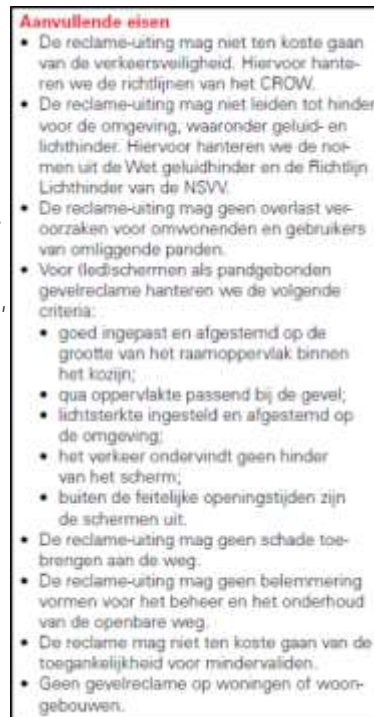 Aanvullende eisen
• De reclame-uiting mag niet ten koste gaan
van de verkeersveiligheid. Hiervoor hante-
ren we de richtlijnen van het CROW.
• De reclame-uiting mag niet leiden tot hinder
voor de omgeving, waaronder geluid- en
lichthinder. Hiervoor hanteren we de nor-
men uit de Wet geluidhinder en de Richtlijn
Lichthinder van de NSVV.
• De reclame-uiting mag geen overlast ver-
oorzaken voor omwonenden en gebruikers
van omliggende panden.
• Voor (led)schermen als pandgebonden
gevelreclame hanteren we de volgende
criteria:
• goed ingepast en afgestemd op de
grootte van het raamoppervlak binnen
het kozijn;
• qua oppervlakte passend bij de gevel;
• lichtsterkte ingesteld en afgestemd op
de omgeving;
• het verkeer ondervindt geen hinder
van het scherm;
• buiten de feitelijke openingstijden zijn
de schermen uit.
• De reclame-uiting mag geen schade toe-
brengen aan de weg.
• De reclame-uiting mag geen belemmering
vormen voor het beheer en het onderhoud
van de openbare weg.
• De reclame mag niet ten koste gaan van de
toegankelijkheid voor mindervaliden.
• Geen gevelreclame op woningen of woon-
gebouwen.